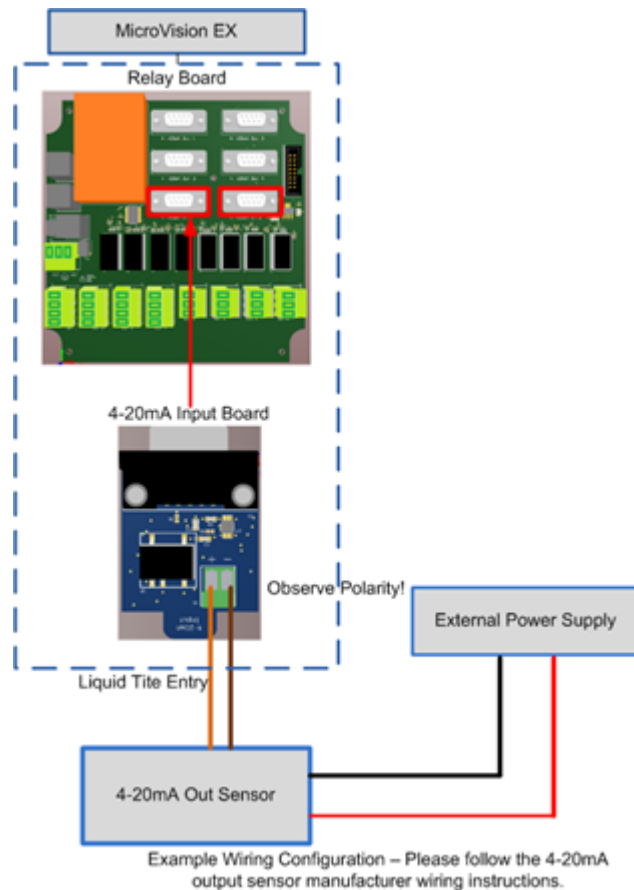 MicroVision EX
Relay Board
4-20mA Input Board
Observe Polarity!
External Power Supply
Liquid Tite Entry
4-20mA Out Sensor
Example Wiring Configuration – Please follow the 4-20mA
output sensor manufacturer wiring instructions.